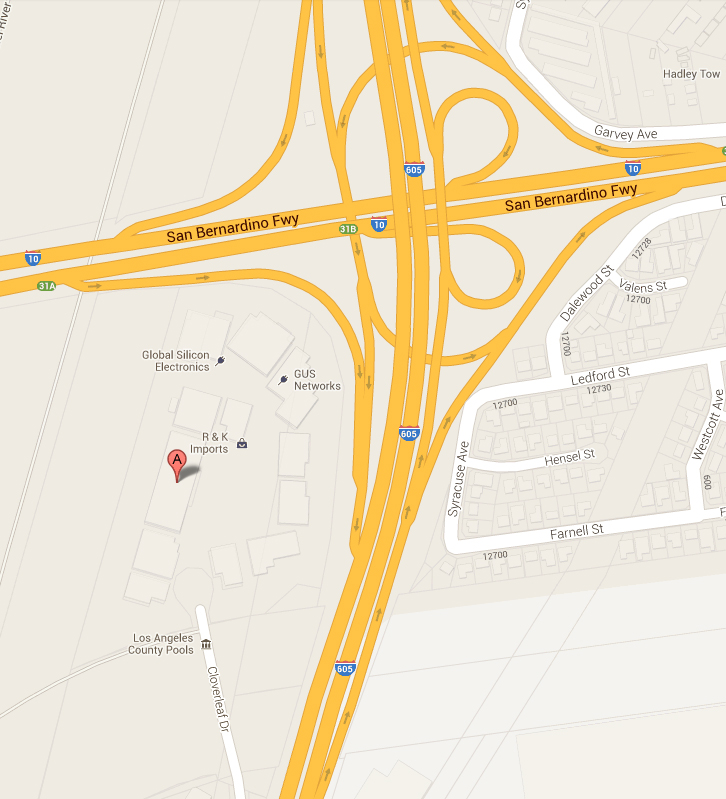 Hadley Tow
Garvey Ave
605
10
San Bernardino Fwy
San Bernardino Fwy
31B
10
10
31A
12728
Dalewood St
Valens St
12700
12700
Global Silicon
Electronics
GUS
Networks
Ledford St
12700
12730
Westcott Ave
R & K
Imports
605
A
Syracuse Ave
Hensel St
600
Farnell St
12700
Los Angeles
County Pools
605
Cloverleaf Dr